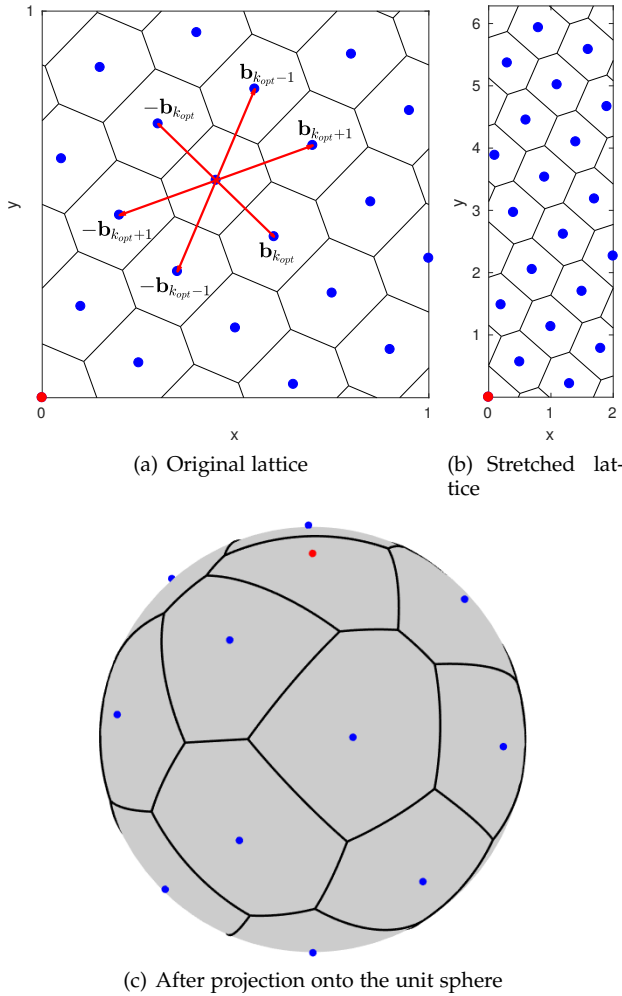 1
y
0
0
x
1
b_{k_{opt}-1}
-b_{k_{opt}}
b_{k_{opt}+1}
-b_{k_{opt}+1}
b_{k_{opt}}
-b_{k_{opt}-1}
(a) Original lattice
6
5
4
y
3
2
1
0
0
1
2
x
(b) Stretched lat-
tice
(c) After projection onto the unit sphere